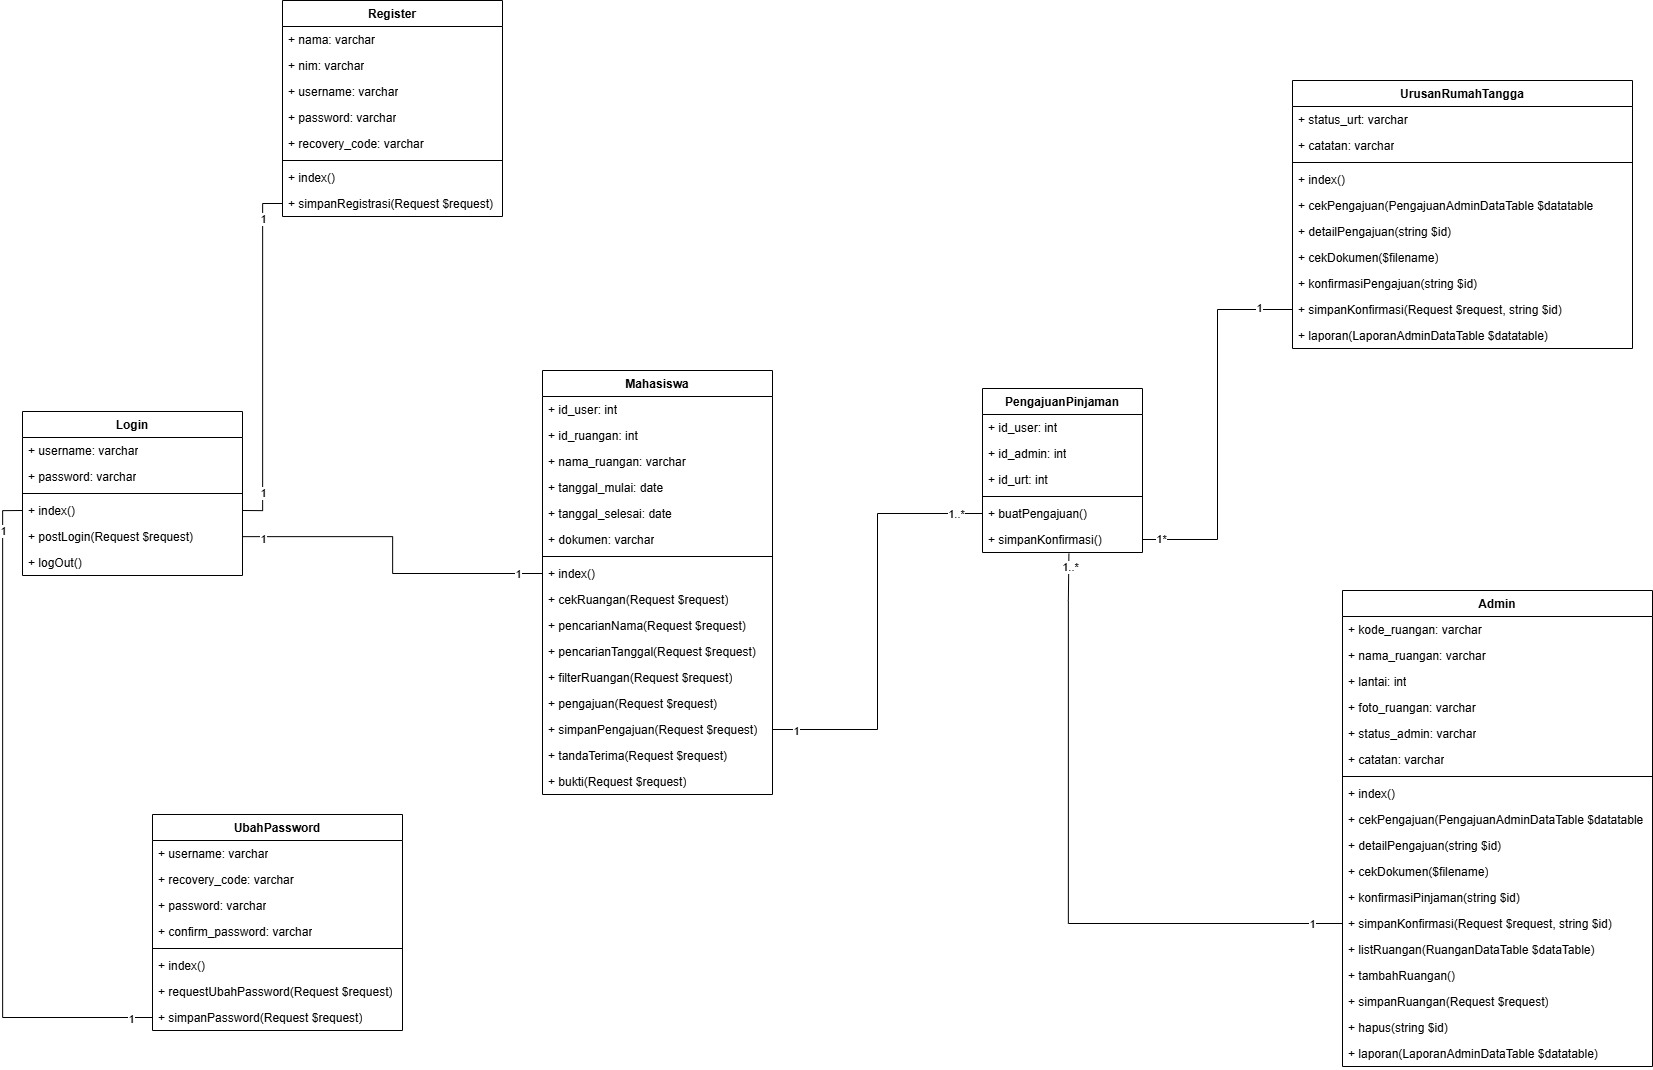 Register
+ nama: varchar
+ nim: varchar
+ username: varchar
+ password: varchar
+ recovery_code: varchar
+ index()
+ simpanRegistrasi(Request $request)
1
1
Login
+ username: varchar
+ password: varchar
+ index()
+ postLogin(Request $request)
+ logOut()
1
1
1
1
UbahPassword
+ username: varchar
+ recovery_code: varchar
+ password: varchar
+ confirm_password: varchar
+ index()
+ requestUbahPassword(Request $request)
+ simpanPassword(Request $request)
Mahasiswa
+ id_user: int
+ id_ruangan: int
+ nama_ruangan: varchar
+ tanggal_mulai: date
+ tanggal_selesai: date
+ dokumen: varchar
+ index()
+ cekRuangan(Request $request)
+ pencarianNama(Request $request)
+ pencarianTanggal(Request $request)
+ filterRuangan(Request $request)
+ pengajuan(Request $request)
+ simpanPengajuan(Request $request)
+ tandaTerima(Request $request)
+ bukti(Request $request)
1
1..*
PengajuanPinjaman
+ id_user: int
+ id_admin: int
+ id_urt: int
+ buatPengajuan()
+ simpanKonfirmasi()
1*
1..*
1
UrusanRumahTangga
+ status_urt: varchar
+ catatan: varchar
+ index()
+ cekPengajuan(PengajuanAdminDataTable $datatable
+ detailPengajuan(string $id)
+ cekDokumen($filename)
+ konfirmasiPengajuan(string $id)
+ simpanKonfirmasi(Request $request, string $id)
+ laporan(LaporanAdminDataTable $datatable)
1
Admin
+ kode_ruangan: varchar
+ nama_ruangan: varchar
+ lantai: int
+ foto_ruangan: varchar
+ status_admin: varchar
+ catatan: varchar
+ index()
+ cekPengajuan(PengajuanAdminDataTable $datatable
+ detailPengajuan(string $id)
+ cekDokumen($filename)
+ konfirmasiPinjaman(string $id)
+ simpanKonfirmasi(Request $request, string $id)
+ listRuangan(RuanganDataTable $dataTable)
+ tambahRuangan()
+ simpanRuangan(Request $request)
+ hapus(string $id)
+ laporan(LaporanAdminDataTable $datatable)